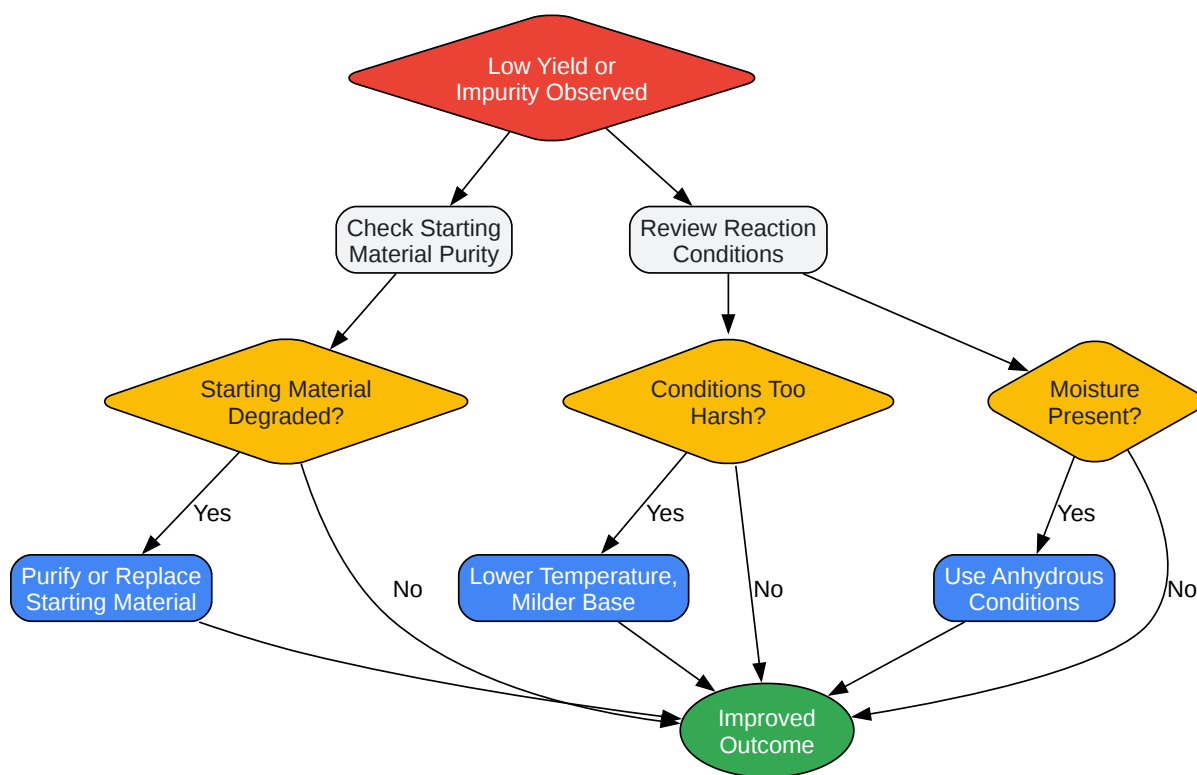 Low Yield or
Impurity Observed
Check Starting
Material Purity
Review Reaction
Conditions
Starting Material
Degraded?
Conditions Too
Harsh?
Moisture
Present?
Yes
Yes
Yes
Purify or Replace
Starting Material
No
Lower Temperature,
Milder Base
No
Use Anhydrous
Conditions
No
Improved
Outcome